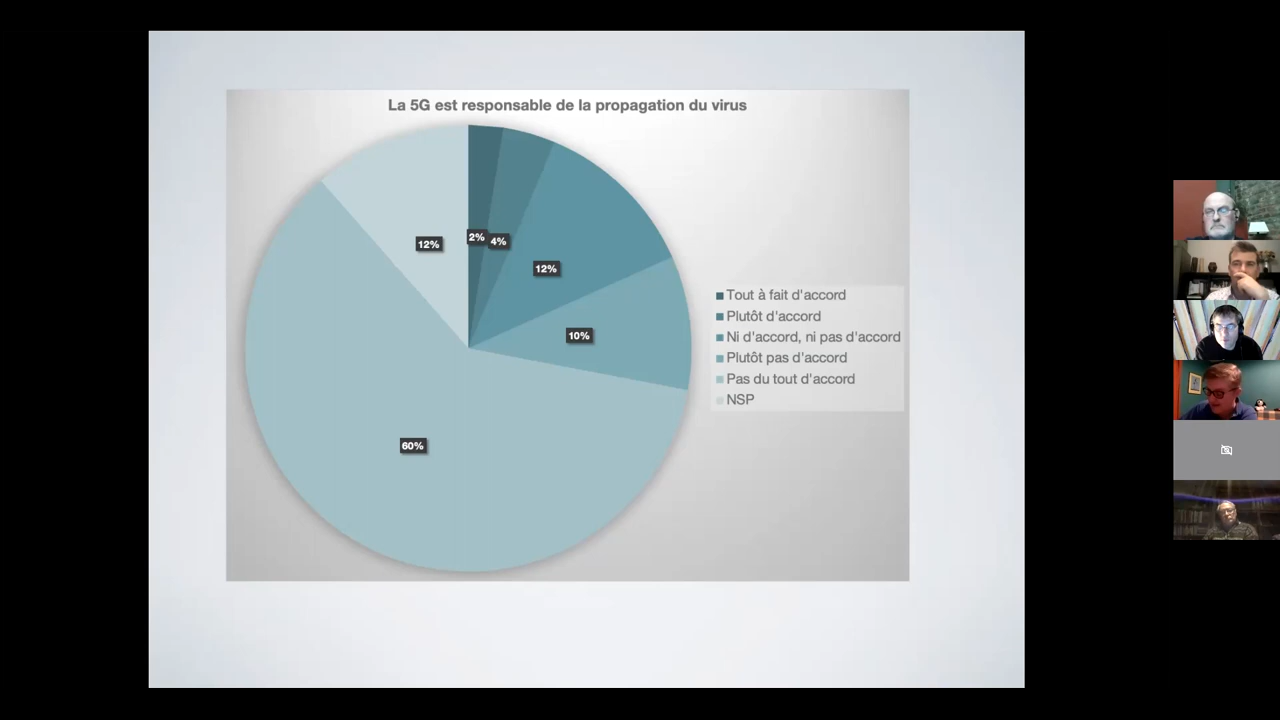 La 5G est responsable de la propagation du virus
2%
4%
12%
12%
10%
60%
Tout à fait d'accord
Plutôt d'accord
Ni d'accord, ni pas d'accord
Plutôt pas d'accord
Pas du tout d'accord
NSP